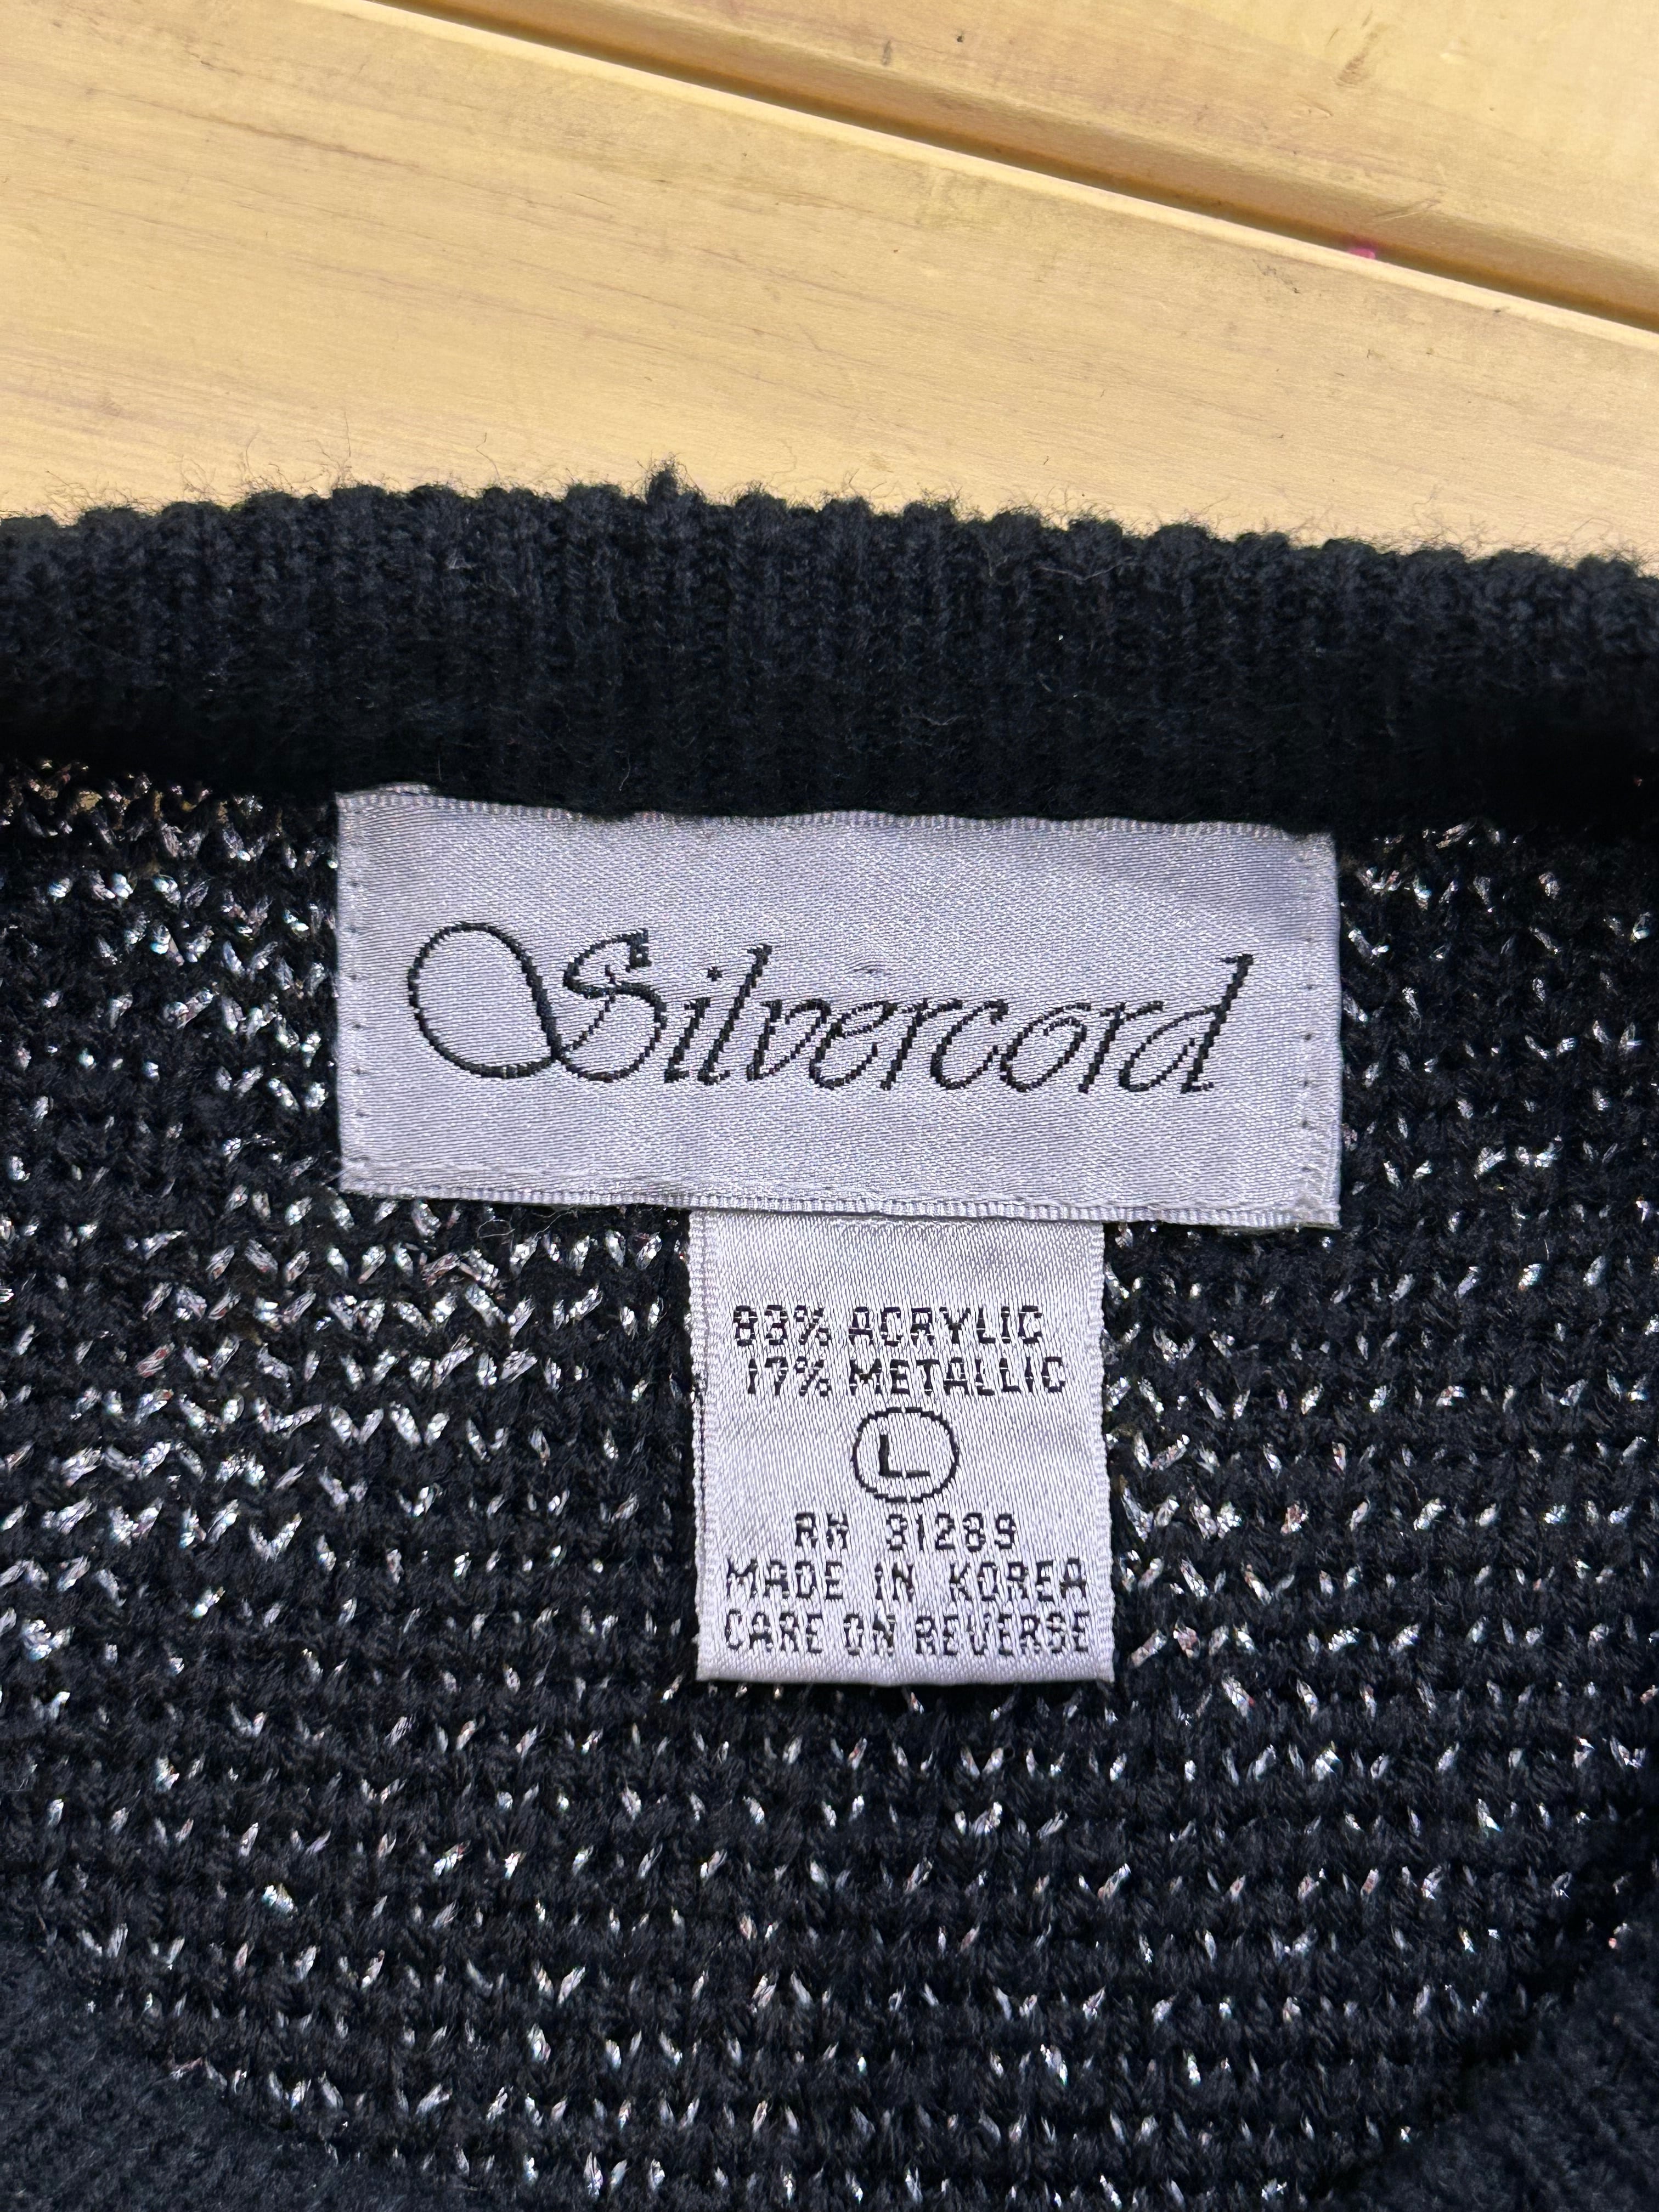 Silvercord
83% ACRYLIC
17% METALLIC
L
RN 31289
MADE IN KOREA
CARE ON REVERSE